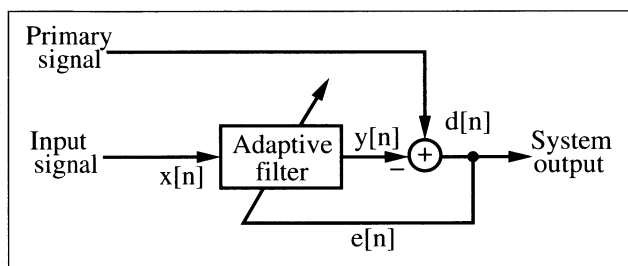 Primary
signal
d[n]
Input
signal
x[n]
Adaptive
filter
y[n]
−
+
System
output
e[n]